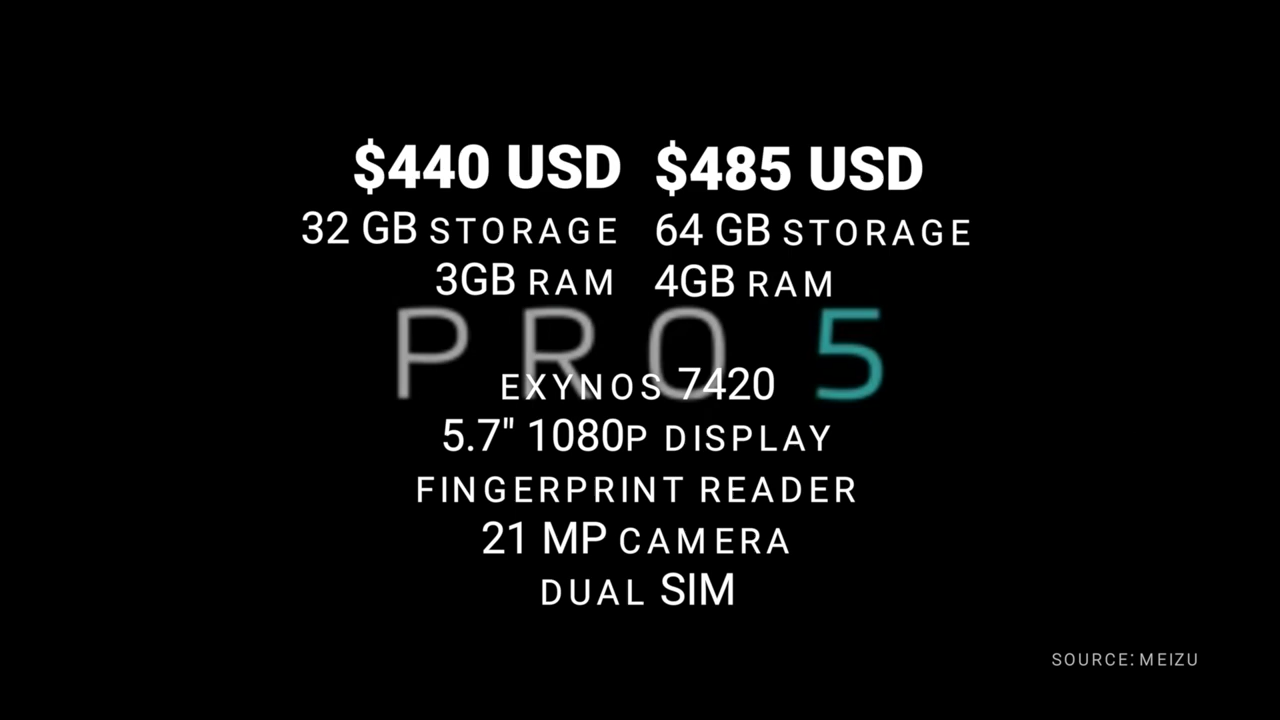 $440 USD $485 USD
32 GB STORAGE 64 GB STORAGE
3GB RAM 4GB RAM
PRO 5
EXYNOS 7420
5.7" 1080P DISPLAY
FINGERPRINT READER
21 MP CAMERA
DUAL SIM
SOURCE: MEIZU